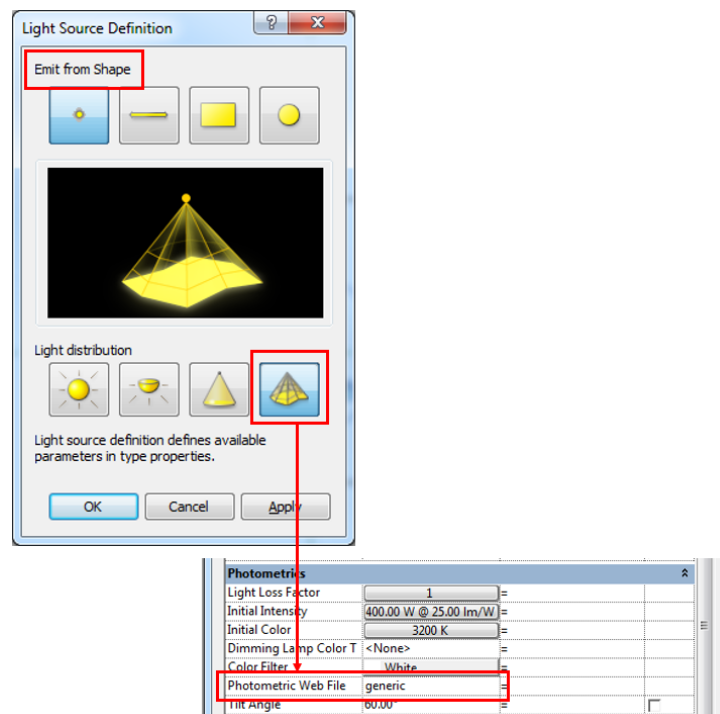 Light Source Definition
Emit from Shape
Light distribution
Light source definition defines available
parameters in type properties.
OK Cancel Apply
Photometrics
Light Loss Factor 1 =
Initial Intensity 400.00 W @ 25.00 lm/W =
Initial Color 3200 K =
Dimming Lamp Color T <None> =
Color Filter White =
Photometric Web File generic =
Tilt Angle 60.00° =